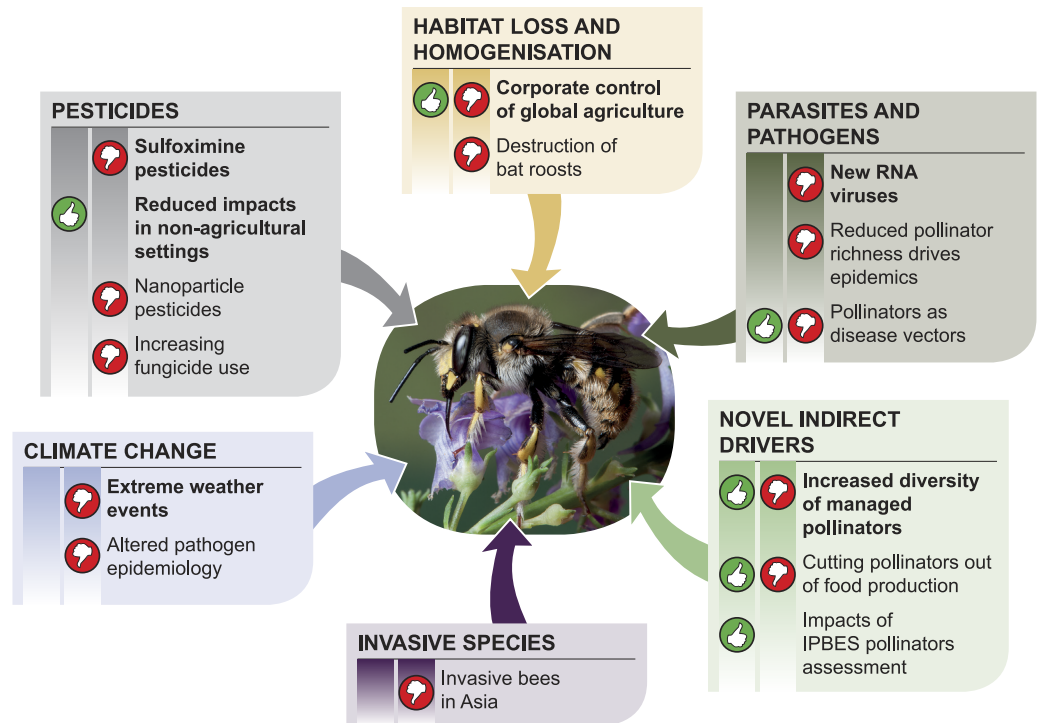 HABITAT LOSS AND
HOMOGENISATION
Corporate control
of global agriculture
Destruction of
bat roosts
PESTICIDES
Sulfoximine
pesticides
Reduced impacts
in non-agricultural
settings
Nanoparticle
pesticides
Increasing
fungicide use
PARASITES AND
PATHOGENS
New RNA
viruses
Reduced pollinator
richness drives
epidemics
Pollinators as
disease vectors
CLIMATE CHANGE
Extreme weather
events
Altered pathogen
epidemiology
NOVEL INDIRECT
DRIVERS
Increased diversity
of managed
pollinators
Cutting pollinators out
of food production
Impacts of
IPBES pollinators
assessment
INVASIVE SPECIES
Invasive bees
in Asia